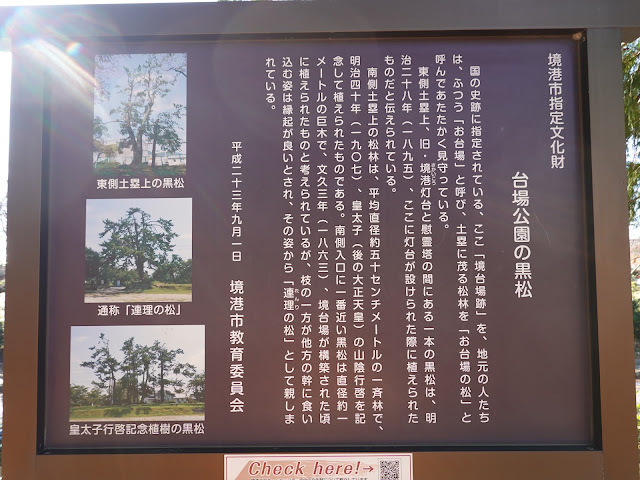 境港市指定文化財
台場公園の黒松
国の史跡に指定されている、ここ「境台場跡」を、地元の人たち
は、ふつう「お台場」と呼び、土塁に茂る松林を「お台場の松」と
呼んであたたかく見守っている。
東側土塁上、旧・境港灯台と慰霊塔の間にある一本の黒松は、明
治二十八年（一八九五）、ここに灯台が設けられた際に植えられた
ものだと伝えられている。
南側土塁上の松林は、平均直径約五十センチメートルの一斉林で、
明治四十年（一九〇七）、皇太子（後の大正天皇）の山陰行啓を記
念して植えられたものである。南側入口に一番近い黒松は直径約一
メートルの巨木で、文久三年（一八六三）、境台場が構築された頃
に植えられたものと考えられているが、枝の一方が他方の幹に食い
込む姿は縁起が良いとされ、その姿から「連理の松」として親しま
れている。
平成二十三年九月一日　境港市教育委員会
東側土塁上の黒松
通称「連理の松」
皇太子行啓記念植樹の黒松
Check here!→